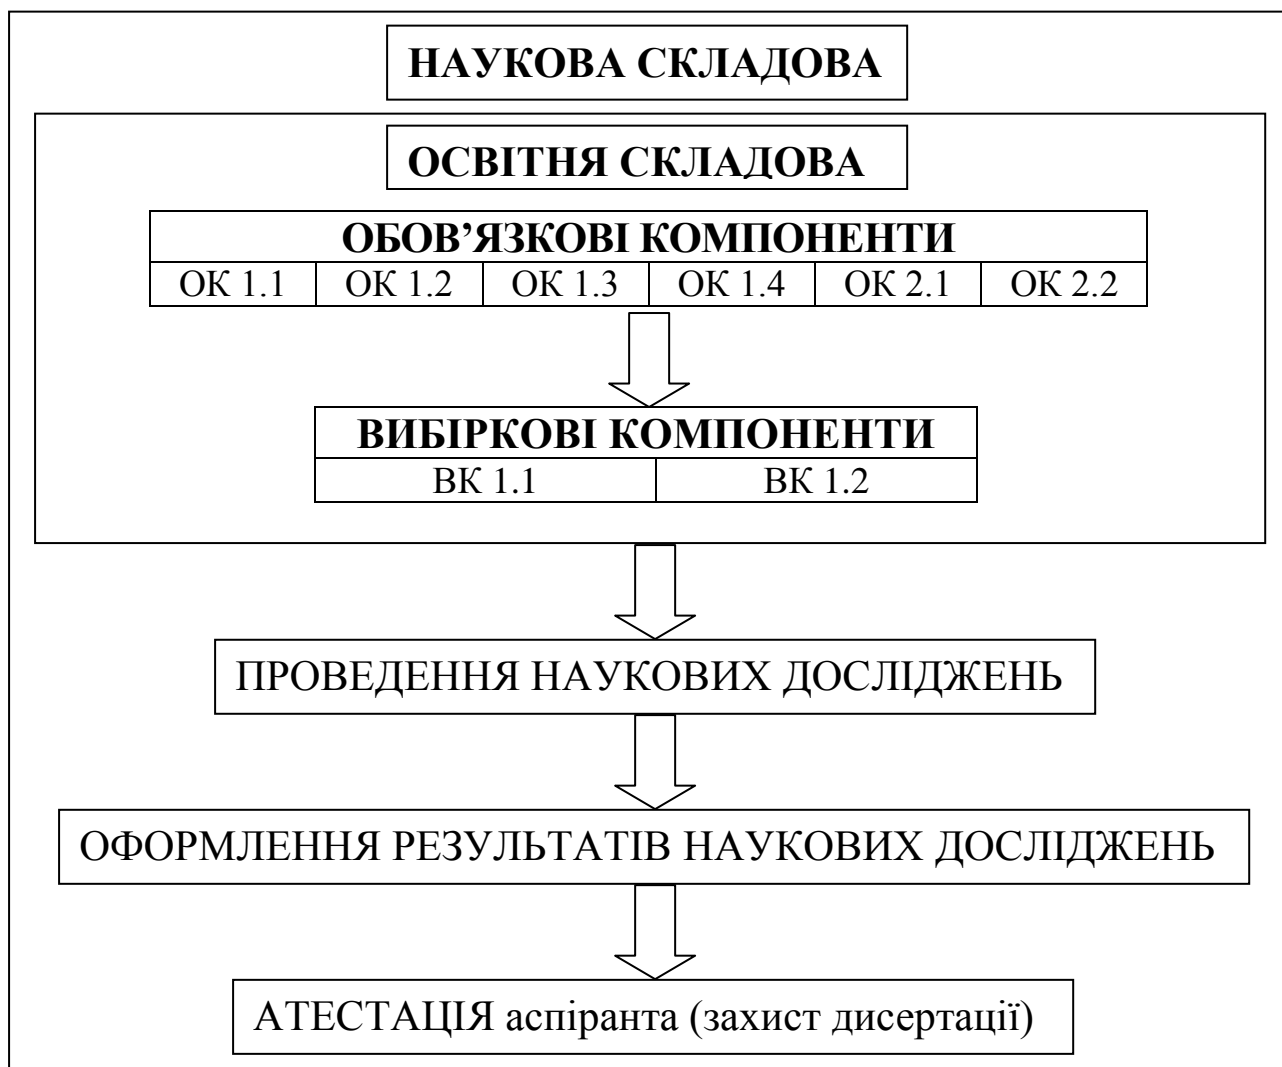 НАУКОВА СКЛАДОВА
ОСВІТНЯ СКЛАДОВА
ОБОВ’ЯЗКОВІ КОМПОНЕНТИ
ОК 1.1 ОК 1.2 ОК 1.3 ОК 1.4 ОК 2.1 ОК 2.2
ВИБІРКОВІ КОМПОНЕНТИ
ВК 1.1 ВК 1.2
ПРОВЕДЕННЯ НАУКОВИХ ДОСЛІДЖЕНЬ
ОФОРМЛЕННЯ РЕЗУЛЬТАТІВ НАУКОВИХ ДОСЛІДЖЕНЬ
АТЕСТАЦІЯ аспіранта (захист дисертації)